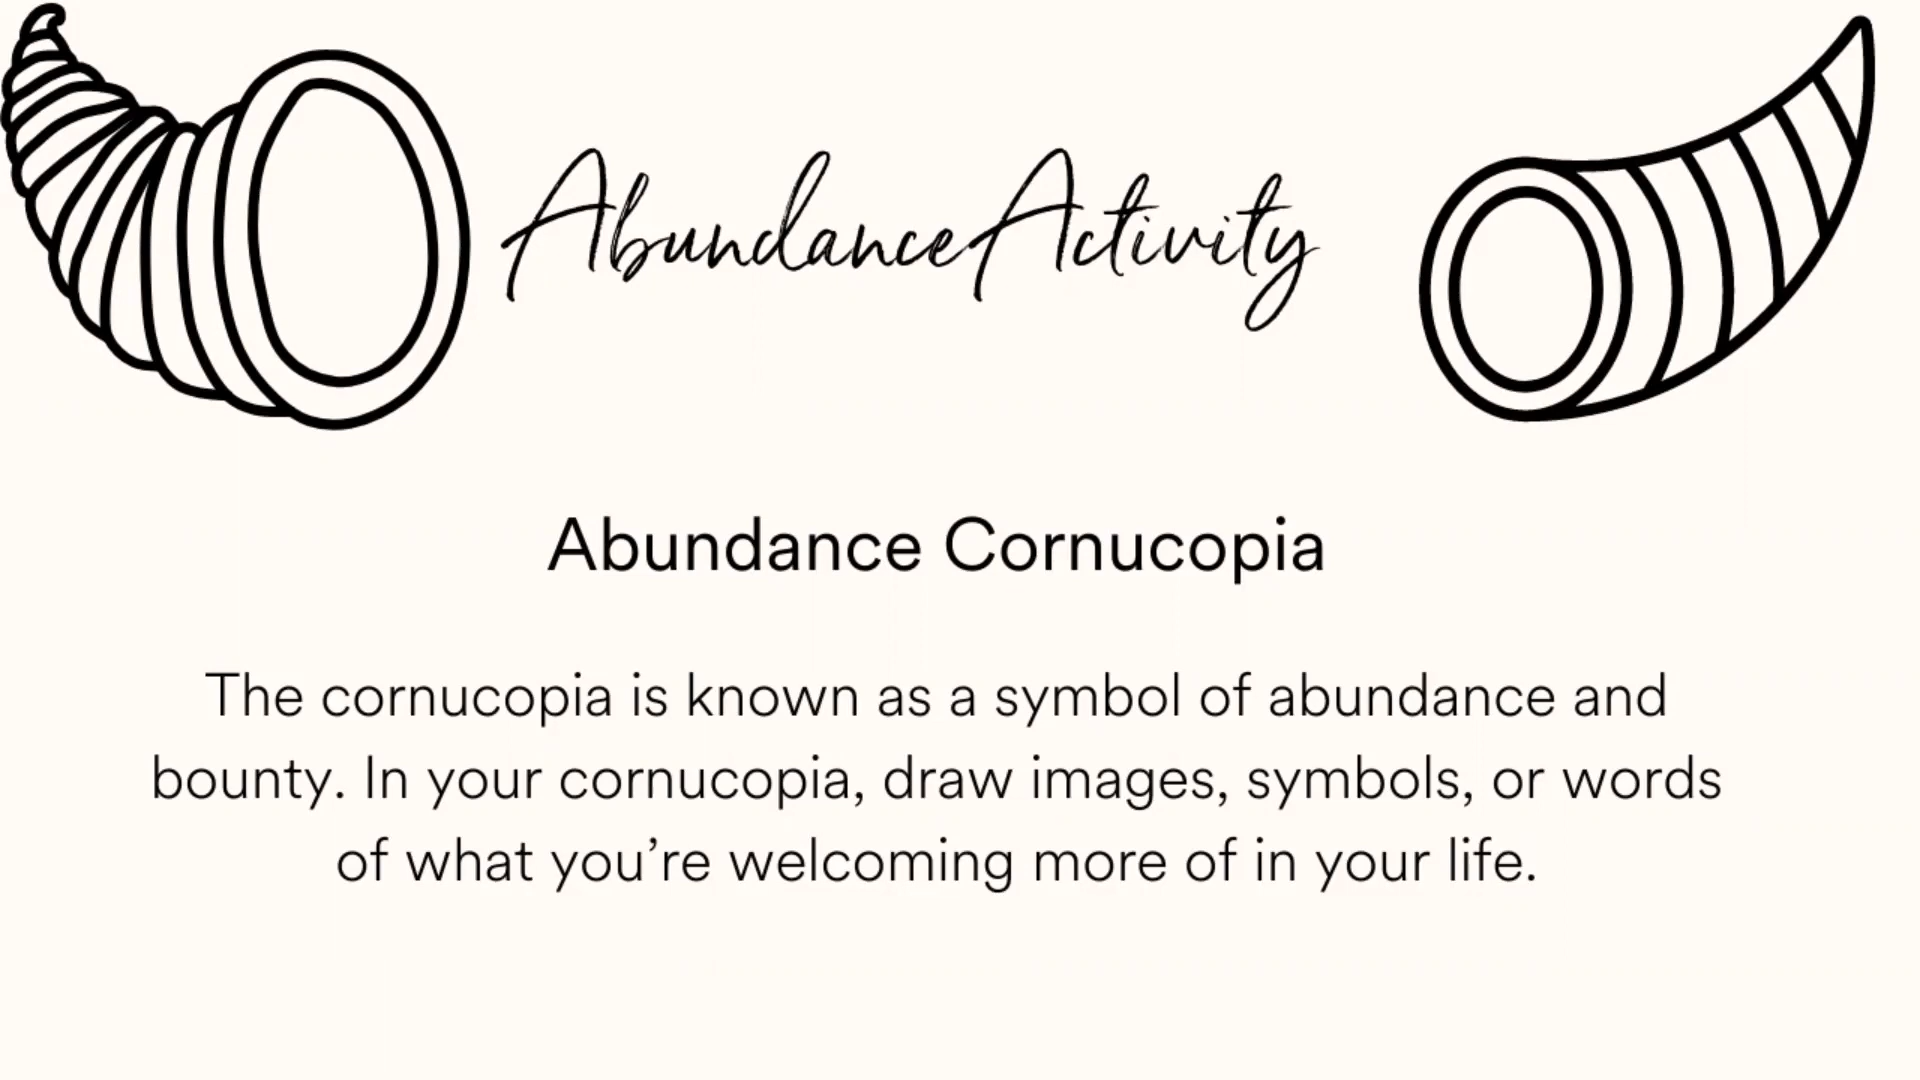 Abundance Activity
Abundance Cornucopia
The cornucopia is known as a symbol of abundance and
bounty. In your cornucopia, draw images, symbols, or words
of what you’re welcoming more of in your life.